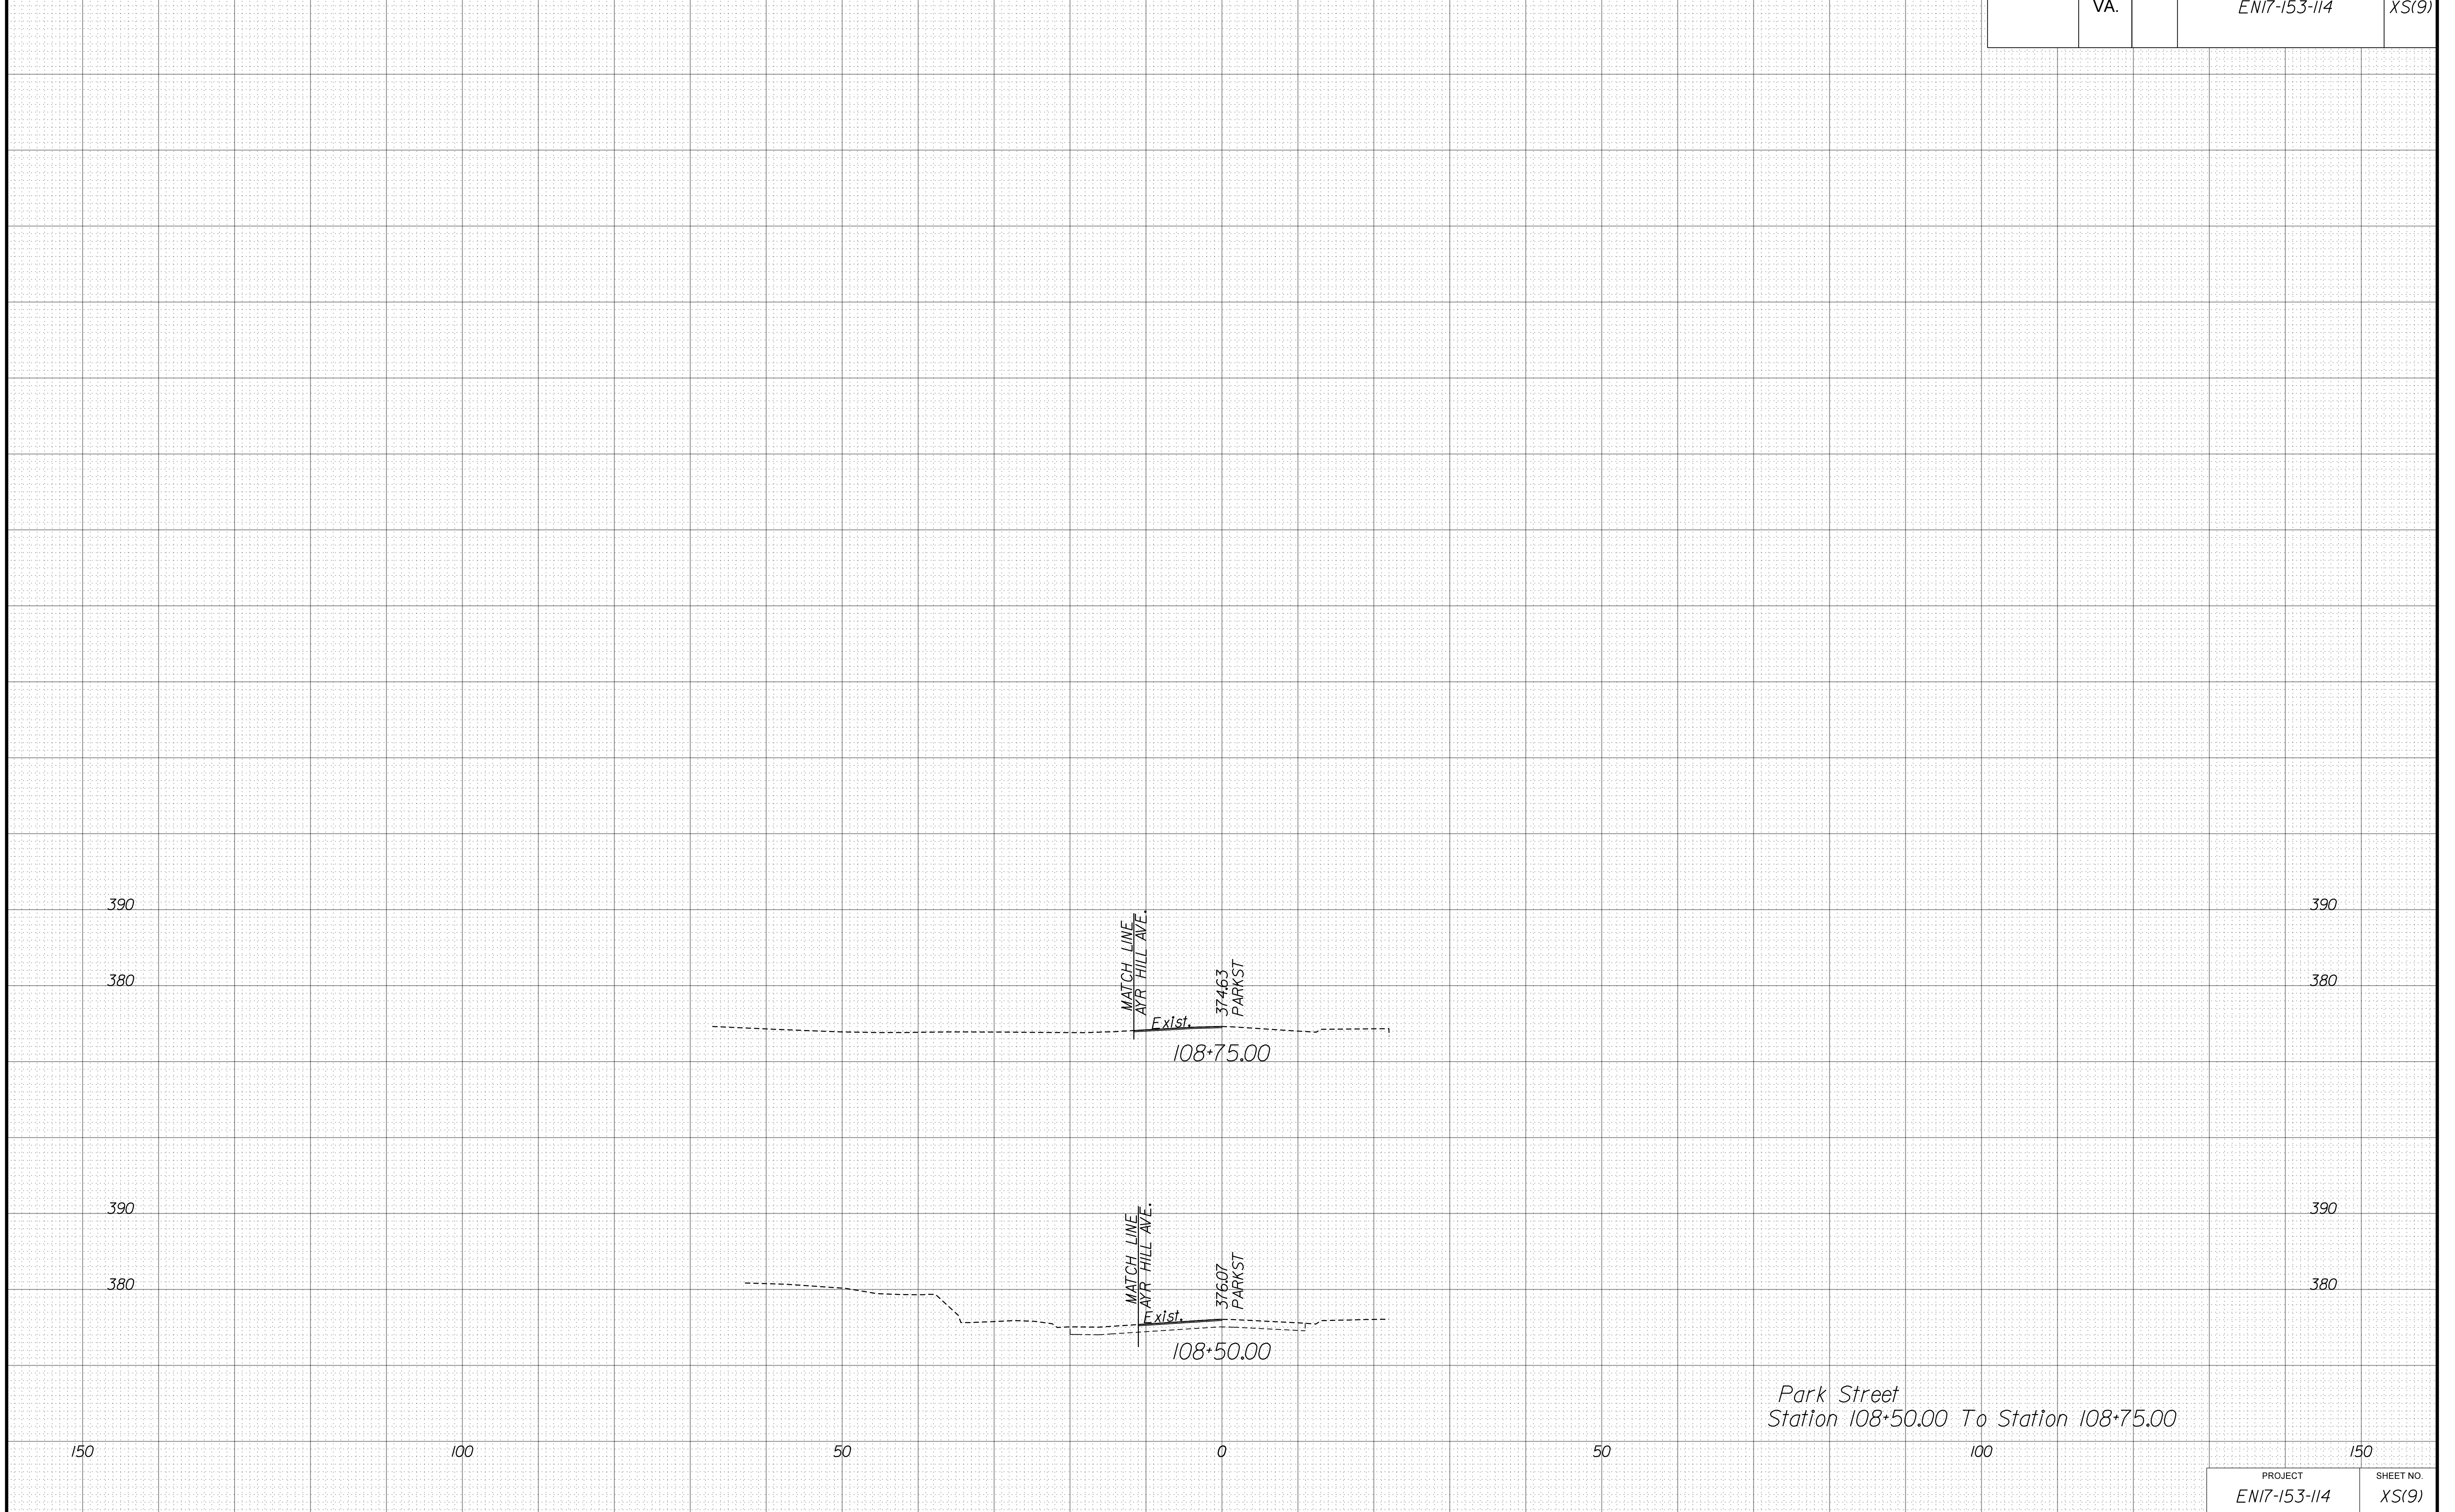 VA.
EN17-153-114
XS(9)
390
390
MATCH LINE
AYR HILL AVE.
380
374.63
PARKST
380
Exist.
108+75.00
390
390
MATCH LINE
AYR HILL AVE.
380
376.07
PARKST
380
Exist.
108+50.00
Park Street
Station 108+50.00 To Station 108+75.00
150
100
50
0
50
100
150
PROJECT
SHEET NO.
EN17-153-114
XS(9)